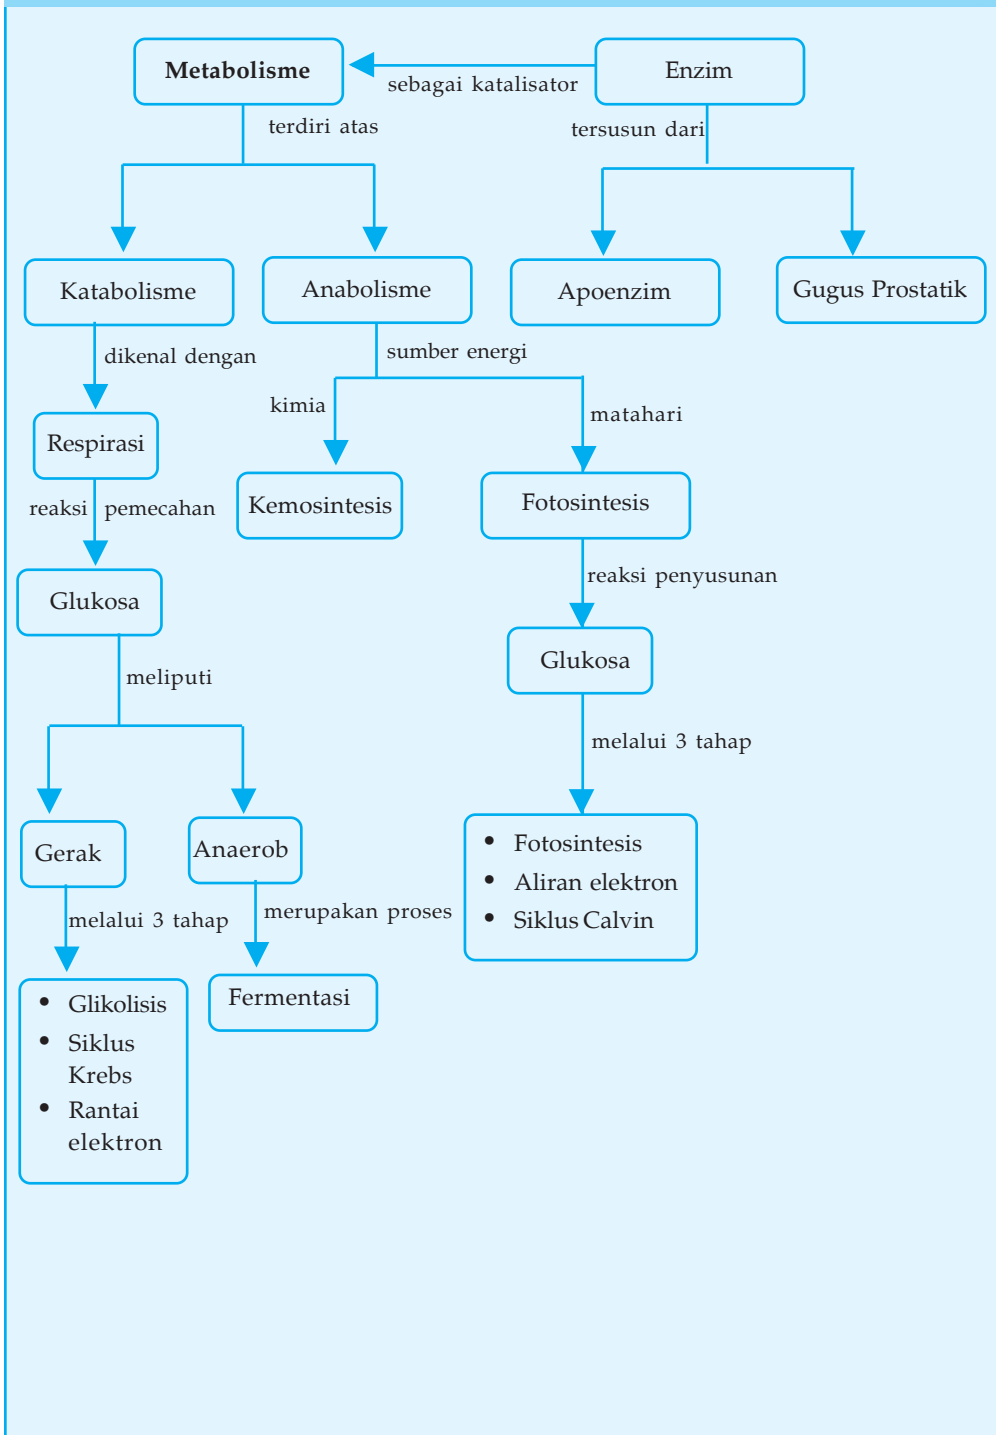 Metabolisme
sebagai katalisator
Enzim
terdiri atas
tersusun dari
Katabolisme
Anabolisme
Apoenzim
Gugus Prostatik
dikenal dengan
sumber energi
kimia
matahari
Respirasi
Kemosintesis
Fotosintesis
reaksi pemecahan
reaksi penyusunan
Glukosa
Glukosa
meliputi
melalui 3 tahap
Gerak
Anaerob
• Fotosintesis
• Aliran elektron
• Siklus Calvin
melalui 3 tahap
merupakan proses
• Glikolisis
• Siklus
Krebs
• Rantai
elektron
Fermentasi